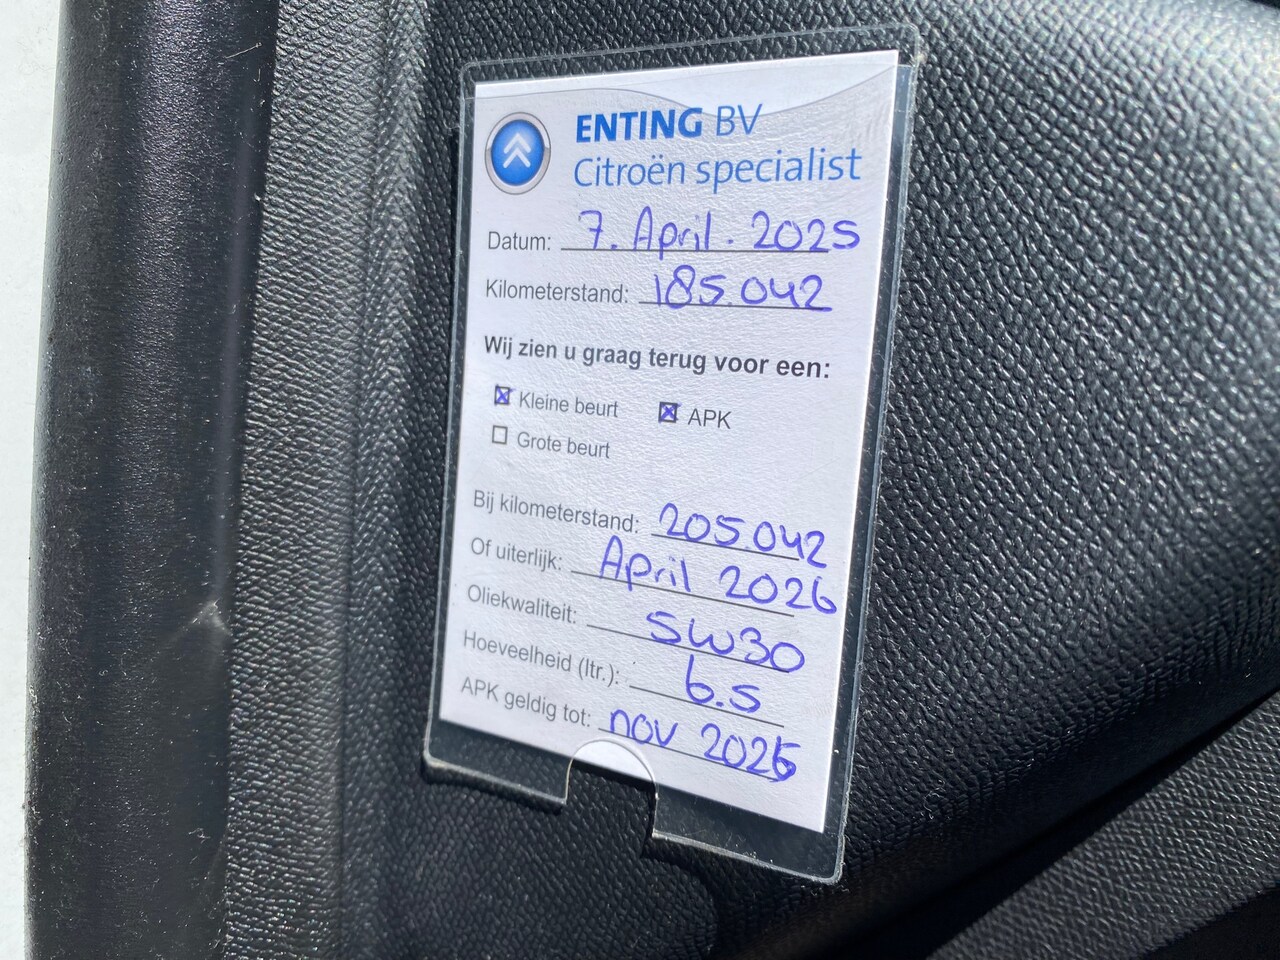 ENTING BV
Citroën specialist
Datum: 7. April. 2025
Kilometerstand: 185.042
Wij zien u graag terug voor een:
☒ Kleine beurt ☒ APK
☐ Grote beurt
Bij kilometerstand: 205.042
Of uiterlijk: April 2026
Oliekwaliteit: 5W30
Hoeveelheid (ltr.): 6.5
APK geldig tot: nov